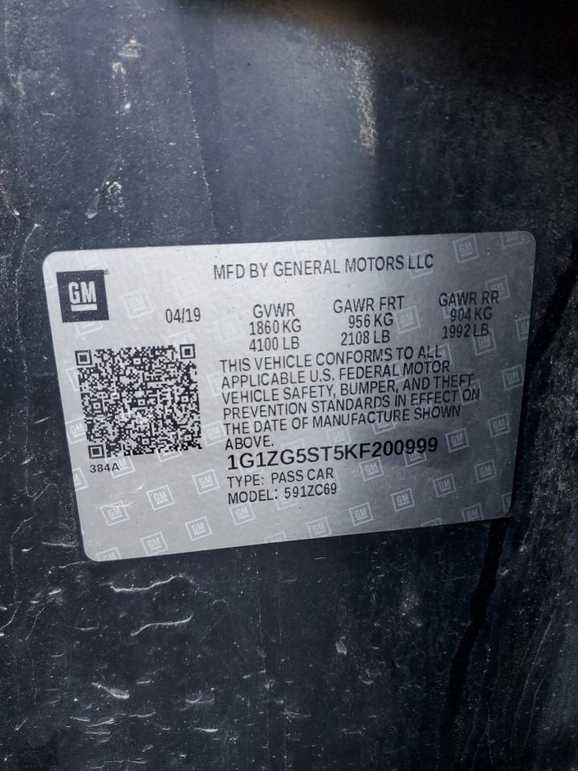 MFD BY GENERAL MOTORS LLC
GM
04/19 GVWR GAWR FRT GAWR RR
1860 KG 956 KG 904 KG
4100 LB 2108 LB 1992 LB
THIS VEHICLE CONFORMS TO ALL
APPLICABLE U.S. FEDERAL MOTOR
VEHICLE SAFETY, BUMPER, AND THEFT
PREVENTION STANDARDS IN EFFECT ON
THE DATE OF MANUFACTURE SHOWN
ABOVE.
384A
1G1ZG5ST5KF200999
TYPE: PASS CAR
MODEL: 591ZC69